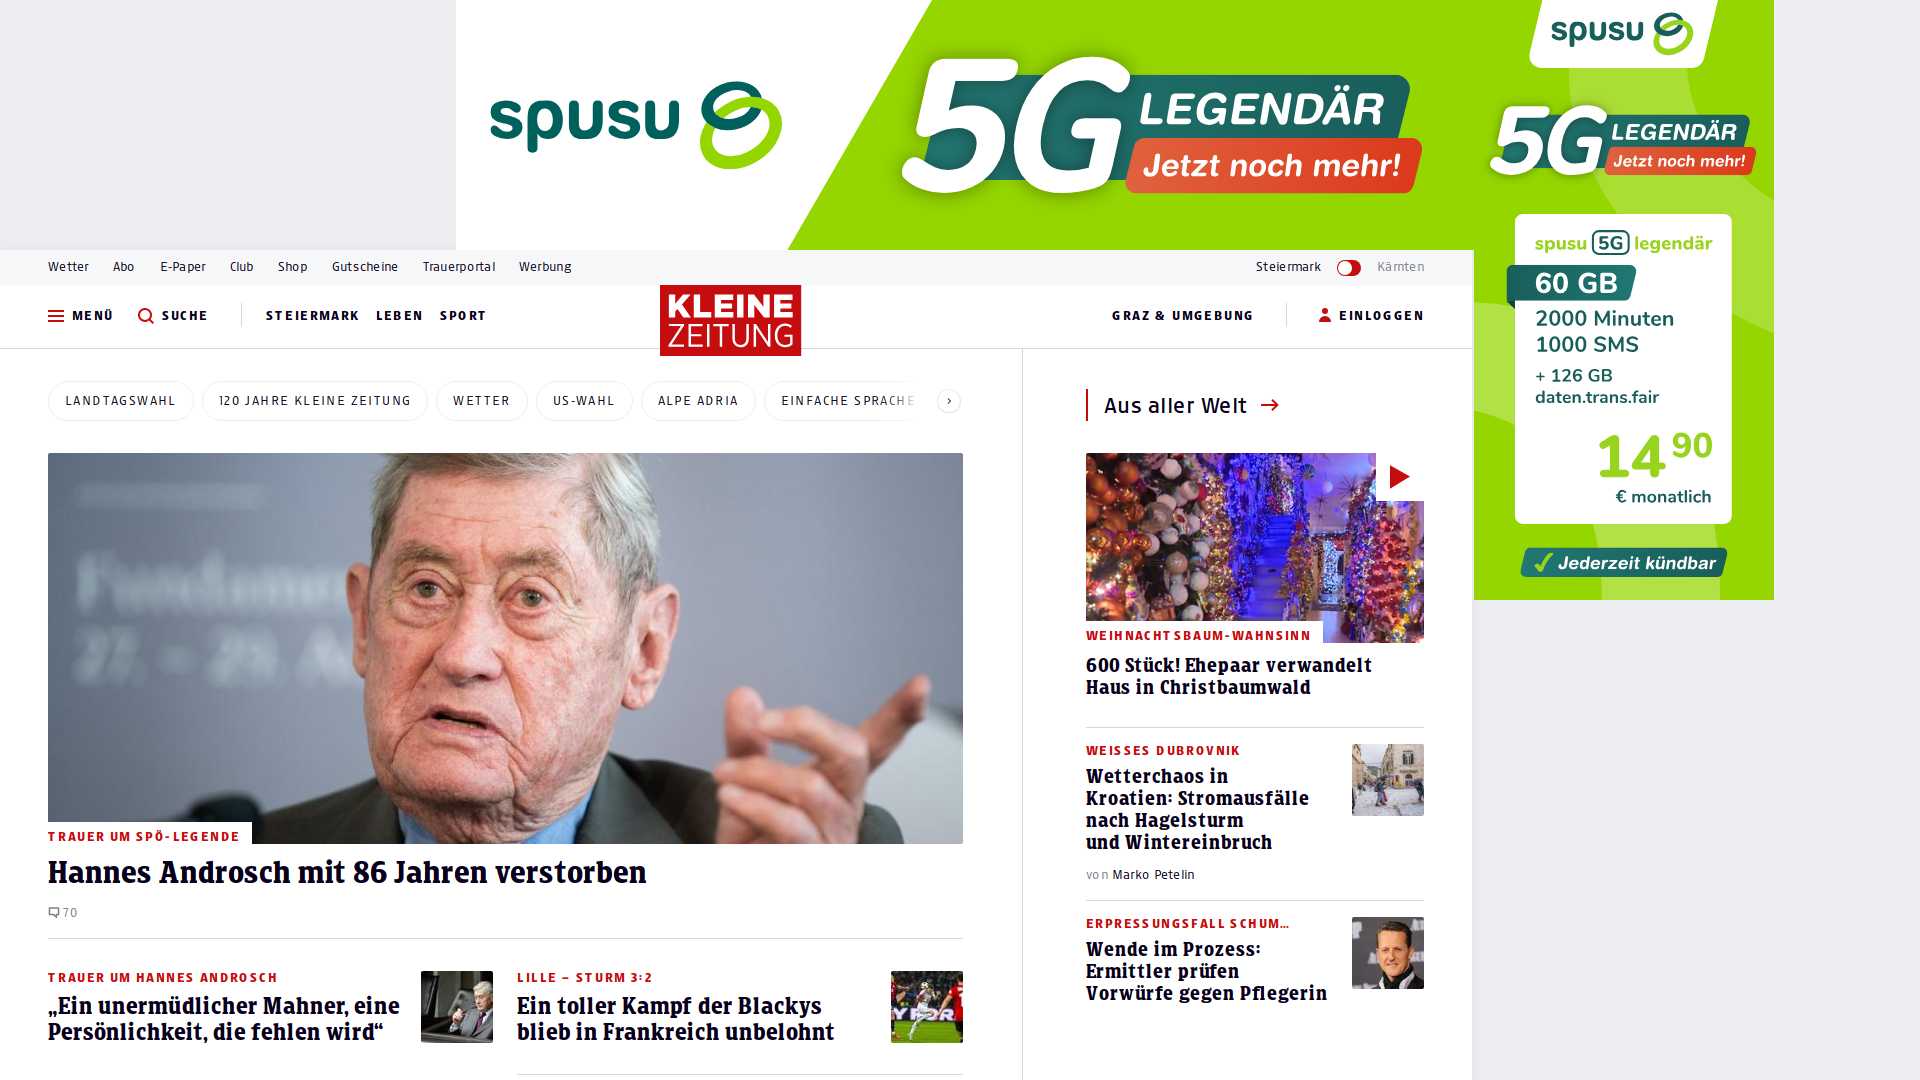 spusu
5G LEGENDÄR
Jetzt noch mehr!
spusu
5G LEGENDÄR
Jetzt noch mehr!
spusu 5G legendär
60 GB
2000 Minuten
1000 SMS
+ 126 GB
daten.trans.fair
14 90
€ monatlich
Jederzeit kündbar
Wetter Abo E-Paper Club Shop Gutscheine Trauerportal Werbung Steiermark Kärnten
MENÜ SUCHE STEIERMARK LEBEN SPORT KLEINE ZEITUNG GRAZ & UMGEBUNG EINLOGGEN
LANDTAGSWAHL 120 JAHRE KLEINE ZEITUNG WETTER US-WAHL ALPE ADRIA EINFACHE SPRACHE
TRAUER UM SPÖ-LEGENDE
Hannes Androsch mit 86 Jahren verstorben
70
TRAUER UM HANNES ANDROSCH
„Ein unermüdlicher Mahner, eine
Persönlichkeit, die fehlen wird“
LILLE – STURM 3:2
Ein toller Kampf der Blackys
blieb in Frankreich unbelohnt
Aus aller Welt
WEIHNACHTSBAUM-WAHNSINN
600 Stück! Ehepaar verwandelt
Haus in Christbaumwald
WEISSES DUBROVNIK
Wetterchaos in
Kroatien: Stromausfälle
nach Hagelsturm
und Wintereinbruch
von Marko Petelin
ERPRESSUNGSFALL SCHUM…
Wende im Prozess:
Ermittler prüfen
Vorwürfe gegen Pflegerin